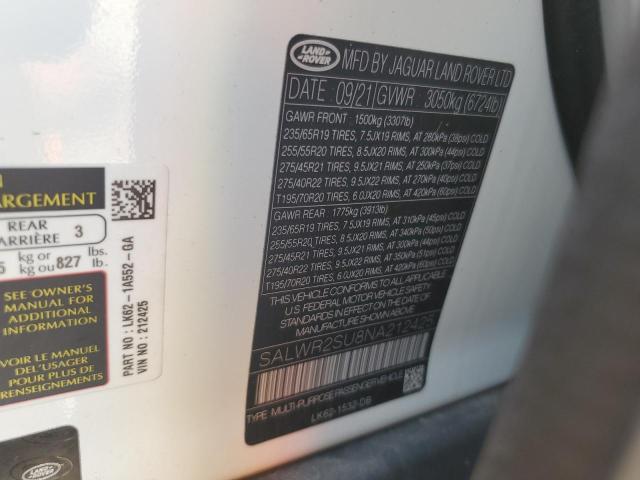 LAND ROVER
MFD BY JAGUAR LAND ROVER LTD
DATE: 09/21 GVWR 3050kg (6724lb)
GAWR FRONT: 1500kg (3307lb)
235/65R19 TIRES, 7.5JX19 RIMS, AT 260kPa (38psi) COLD
255/55R20 TIRES, 8.5JX20 RIMS, AT 300kPa (44psi) COLD
275/45R21 TIRES, 9.5JX21 RIMS, AT 250kPa (37psi) COLD
275/40R22 TIRES, 9.5JX22 RIMS, AT 270kPa (40psi) COLD
T195/70R20 TIRES, 6.0JX20 RIMS, AT 420kPa (60psi) COLD
GAWR REAR: 1775kg (3913lb)
235/65R19 TIRES, 7.5JX19 RIMS, AT 310kPa (45psi) COLD
255/55R20 TIRES, 8.5JX20 RIMS, AT 340kPa (50psi) COLD
275/45R21 TIRES, 9.5JX21 RIMS, AT 300kPa (44psi) COLD
275/40R22 TIRES, 9.5JX22 RIMS, AT 350kPa (51psi) COLD
T195/70R20 TIRES, 6.0JX20 RIMS, AT 420kPa (60psi) COLD
THIS VEHICLE CONFORMS TO ALL APPLICABLE
U.S. FEDERAL MOTOR VEHICLE SAFETY
STANDARDS IN EFFECT ON THE DATE OF
MANUFACTURE SHOWN ABOVE.
SALWR2SU8NA212425
TYPE: MULTI-PURPOSE PASSENGER VEHICLE
LK62-1532-DB
ARGEMENT
REAR
ARRIÈRE 3
kg or
kg ou 827 lbs.
lb.
SEE OWNER'S
MANUAL FOR
ADDITIONAL
INFORMATION
VOIR LE MANUEL
DE L'USAGER
POUR PLUS DE
RENSEIGNEMENTS
PART NO: LK62-1A552-GA
VIN NO: 212425
LAND ROVER